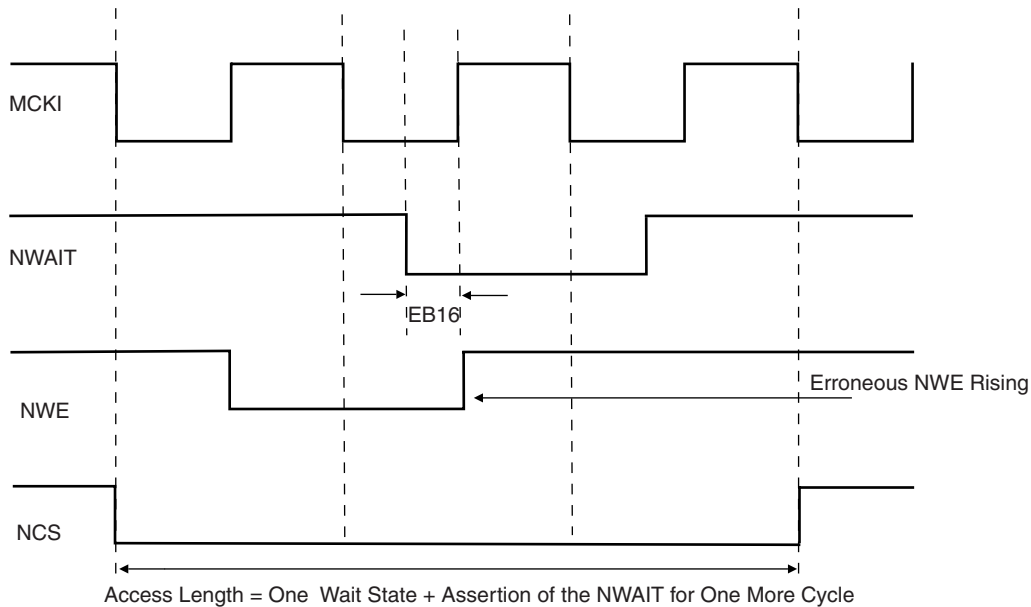 MCKI
NWAIT
EB16
Erroneous NWE Rising
NWE
NCS
Access Length = One Wait State + Assertion of the NWAIT for One More Cycle